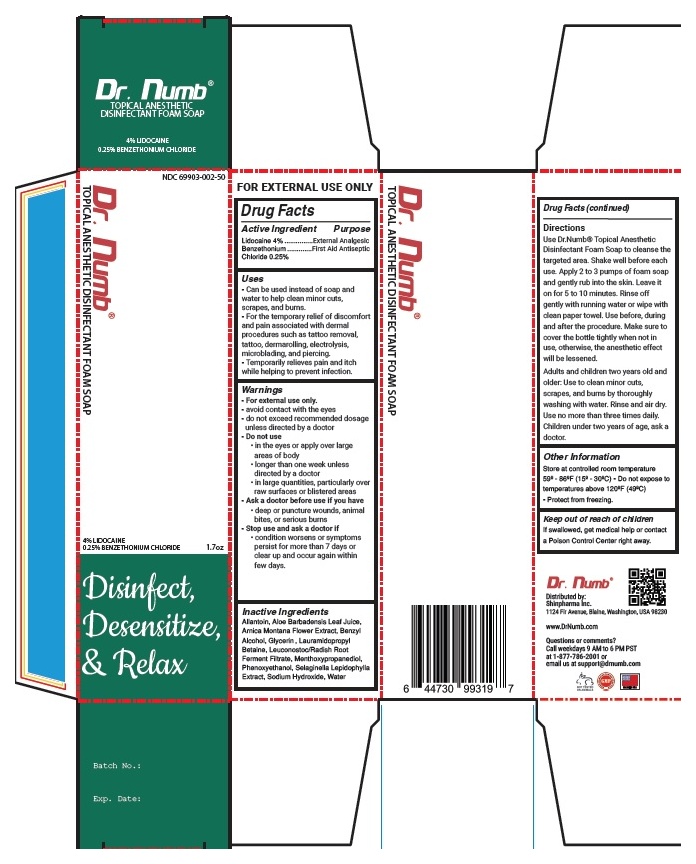 Dr. Numb®
TOPICAL ANESTHETIC
DISINFECTANT FOAM SOAP
4% LIDOCAINE
0.25% BENZETHONIUM CHLORIDE
NDC 69903-002-50
Dr. Numb®
TOPICAL ANESTHETIC DISINFECTANT FOAM SOAP
4% LIDOCAINE
0.25% BENZETHONIUM CHLORIDE 1.7oz
Disinfect,
Desensitize,
& Relax
Batch No.:
Exp. Date:
FOR EXTERNAL USE ONLY
Drug Facts
Active Ingredient Purpose
Lidocaine 4% ...............External Analgesic
Benzethonium .............First Aid Antiseptic
Chloride 0.25%
Uses
- Can be used instead of soap and
water to help clean minor cuts,
scrapes, and burns.
- For the temporary relief of discomfort
and pain associated with dermal
procedures such as tattoo removal,
tattoo, dermarolling, electrolysis,
microblading, and piercing.
- Temporarily relieves pain and itch
while helping to prevent infection.
Warnings
- For external use only.
- avoid contact with the eyes
- do not exceed recommended dosage
unless directed by a doctor
- Do not use
• in the eyes or apply over large
areas of body
• longer than one week unless
directed by a doctor
• in large quantities, particularly over
raw surfaces or blistered areas
- Ask a doctor before use if you have
• deep or puncture wounds, animal
bites, or serious burns
- Stop use and ask a doctor if
• condition worsens or symptoms
persist for more than 7 days or
clear up and occur again within
few days.
Inactive Ingredients
Allantoin, Aloe Barbadensis Leaf Juice,
Arnica Montana Flower Extract, Benzyl
Alcohol, Glycerin , Lauramidopropyl
Betaine, Leuconostoc/Radish Root
Ferment Filtrate, Menthoxypropanediol,
Phenoxyethanol, Selaginella Lepidophylla
Extract, Sodium Hydroxide, Water
Dr. Numb®
TOPICAL ANESTHETIC DISINFECTANT FOAM SOAP
6 44730 99319 7
Drug Facts (continued)
Directions
Use Dr.Numb® Topical Anesthetic
Disinfectant Foam Soap to cleanse the
targeted area. Shake well before each
use. Apply 2 to 3 pumps of foam soap
and gently rub into the skin. Leave it
on for 5 to 10 minutes. Rinse off
gently with running water or wipe with
clean paper towel. Use before, during
and after the procedure. Make sure to
cover the bottle tightly when not in
use, otherwise, the anesthetic effect
will be lessened.
Adults and children two years old and
older: Use to clean minor cuts,
scrapes, and burns by thoroughly
washing with water. Rinse and air dry.
Use no more than three times daily.
Children under two years of age, ask a
doctor.
Other Information
Store at controlled room temperature
59º - 86ºF (15º - 30ºC) - Do not expose to
temperatures above 120ºF (49ºC)
- Protect from freezing.
Keep out of reach of children
If swallowed, get medical help or contact
a Poison Control Center right away.
Dr. Numb®
Distributed by:
Shinpharma Inc.
1124 Fir Avenue, Blaine, Washington, USA 98230
www.DrNumb.com
Questions or comments?
Call weekdays 9 AM to 6 PM PST
at 1-877-786-2001 or
email us at support@drnumb.com
GMP